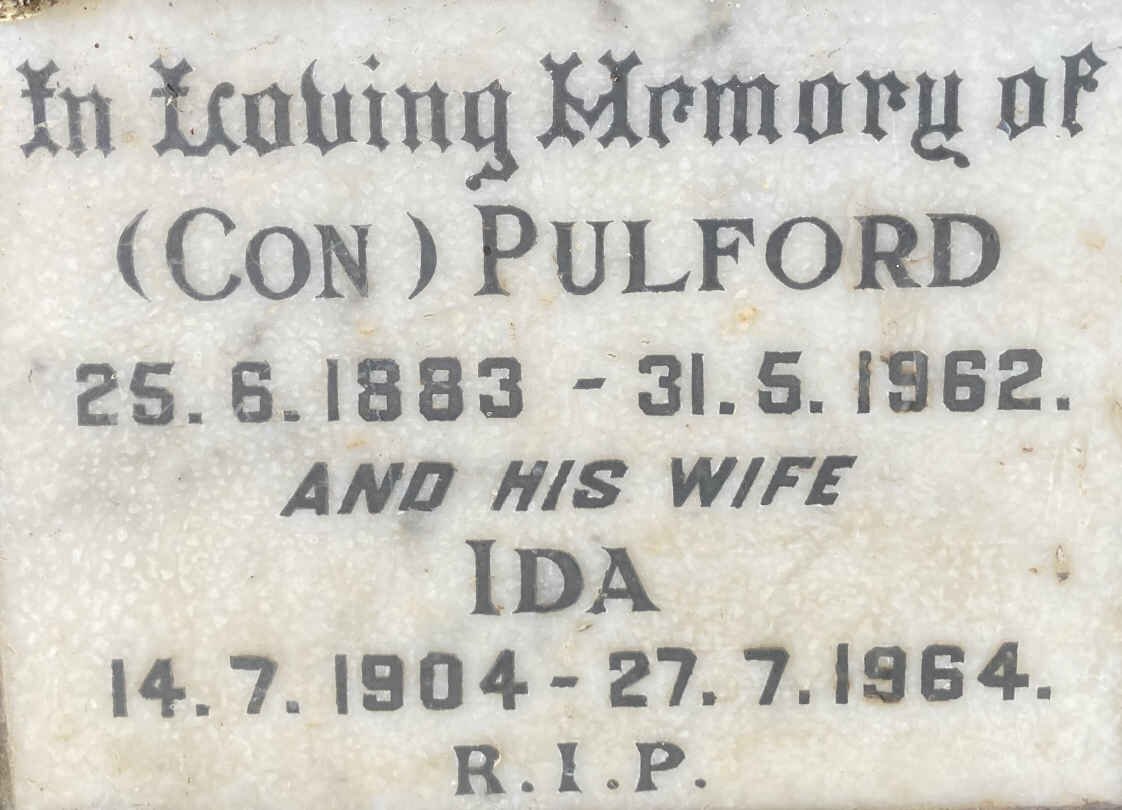 In Loving Memory of
(CON) PULFORD
25.6.1883 - 31.5.1962.
AND HIS WIFE
IDA
14.7.1904 - 27.7.1964.
R.I.P.